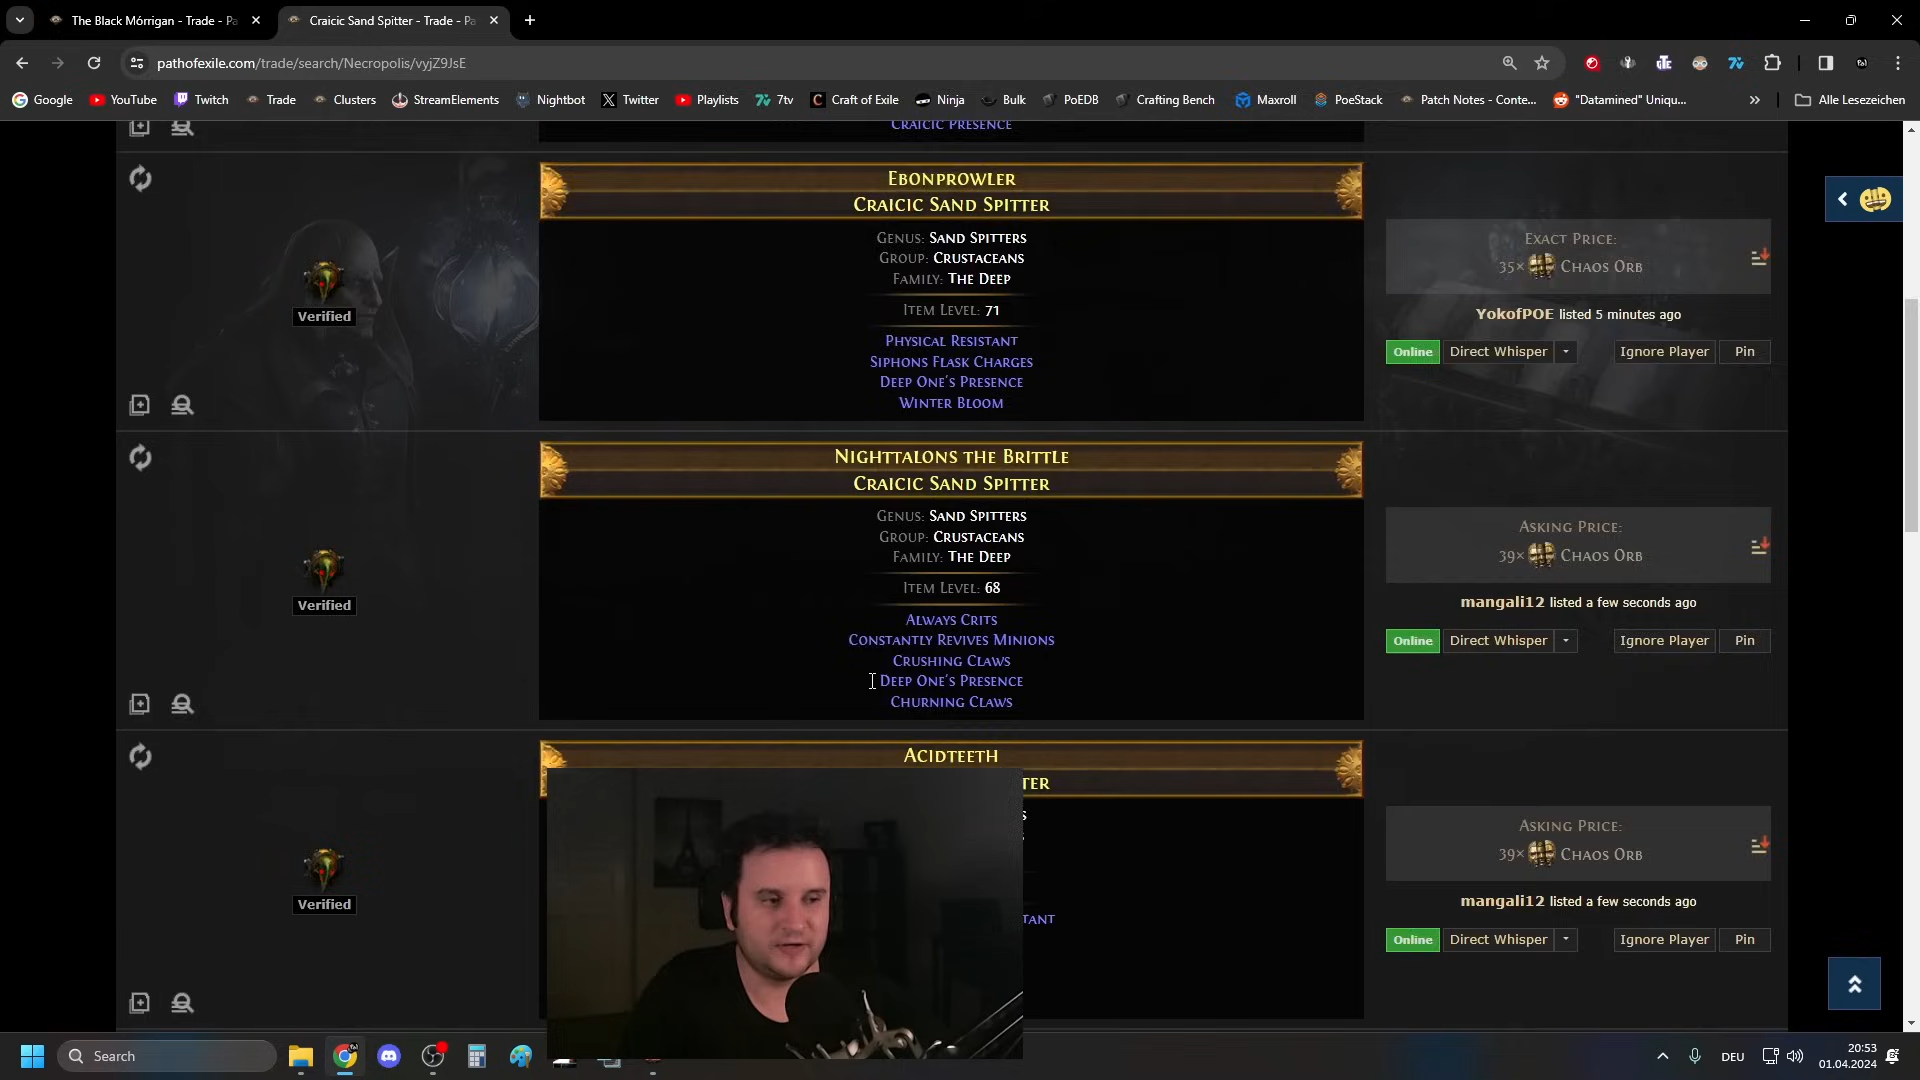 The Black Mórrigan - Trade - Pa
Craicic Sand Spitter - Trade - Pa
pathofexile.com/trade/search/Necropolis/vyjZ9JsE
Google
YouTube
Twitch
Trade
Clusters
StreamElements
Nightbot
Twitter
Playlists
7tv
Craft of Exile
Ninja
Bulk
PoEDB
Crafting Bench
Maxroll
PoeStack
Patch Notes - Conte...
"Datamined" Uniqu...
»
Alle Lesezeichen
Craicic Presence
Ebonprowler
Craicic Sand Spitter
Genus: Sand Spitters
Group: Crustaceans
Family: The Deep
Item Level: 71
Physical Resistant
Siphons Flask Charges
Deep One's Presence
Winter Bloom
Verified
Exact Price:
35× Chaos Orb
YokofPOE listed 5 minutes ago
Online Direct Whisper Ignore Player Pin
Nighttalons the Brittle
Craicic Sand Spitter
Genus: Sand Spitters
Group: Crustaceans
Family: The Deep
Item Level: 68
Always Crits
Constantly Revives Minions
Crushing Claws
Deep One's Presence
Churning Claws
Verified
Asking Price:
39× Chaos Orb
mangali12 listed a few seconds ago
Online Direct Whisper Ignore Player Pin
Acidteeth
ter
s
s
tant
Verified
Asking Price:
39× Chaos Orb
mangali12 listed a few seconds ago
Online Direct Whisper Ignore Player Pin
Search
DEU
20:53
01.04.2024